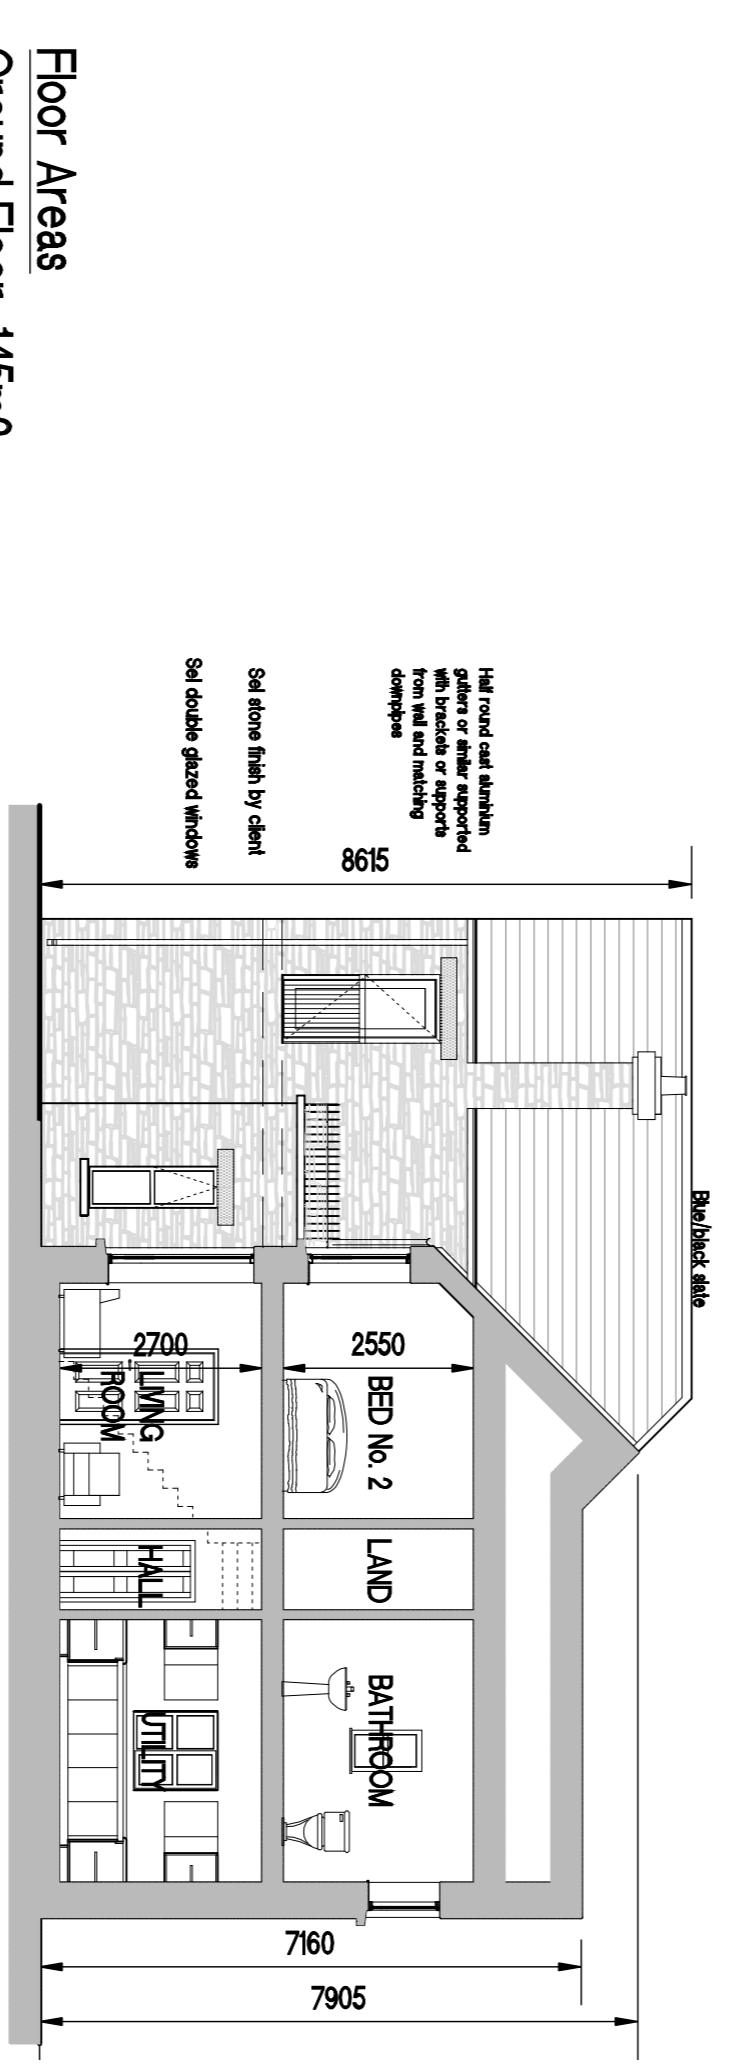 Blue/black slate
Half round cast aluminium
gutters or similar supported
with brackets or supports
from wall and matching
downpipes
8615
Sel stone finish by client
Sel double glazed windows
2550
BED No. 2
LAND
BATHROOM
2700
LIVING
ROOM
HALL
UTILITY
7160
7905
Floor Areas
Ground Floor